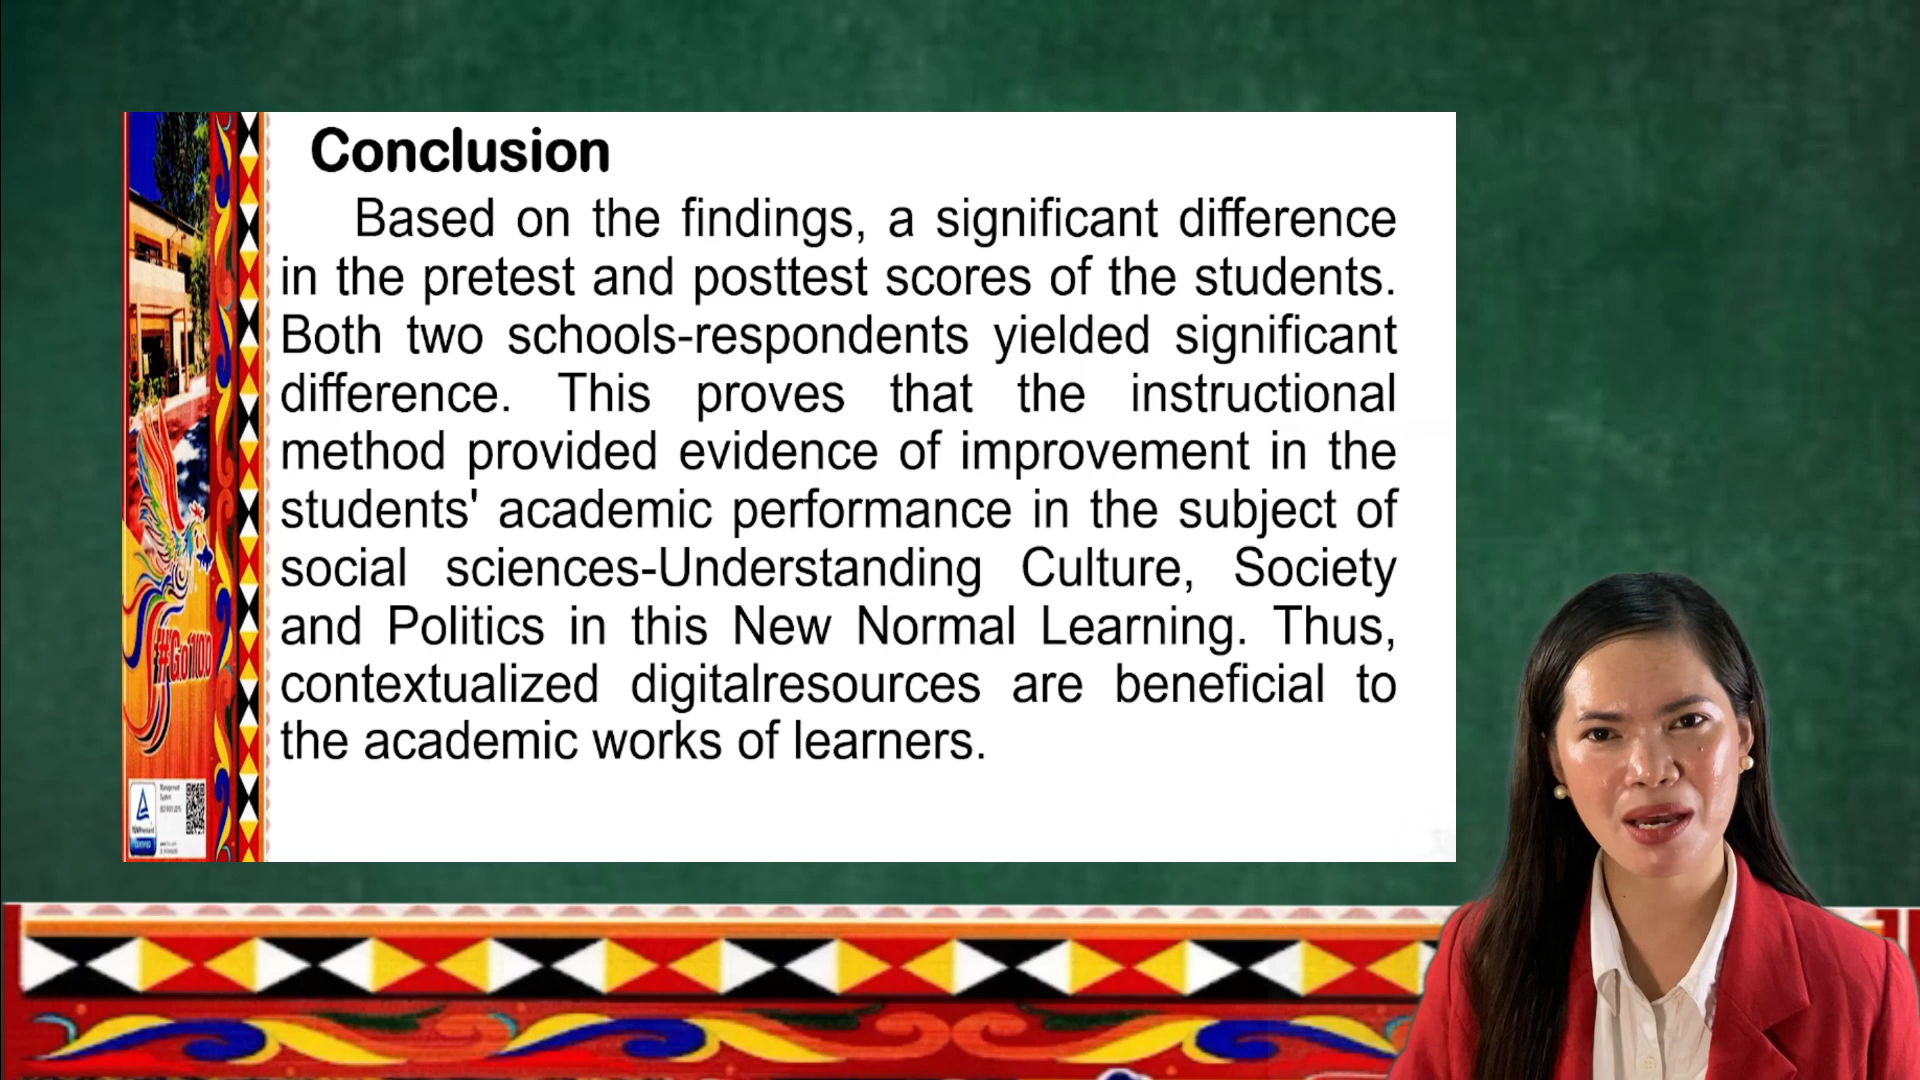 Conclusion
Based on the findings, a significant difference
in the pretest and posttest scores of the students.
Both two schools-respondents yielded significant
difference. This proves that the instructional
method provided evidence of improvement in the
students' academic performance in the subject of
social sciences-Understanding Culture, Society
and Politics in this New Normal Learning. Thus,
contextualized digitalresources are beneficial to
the academic works of learners.
#Go1100